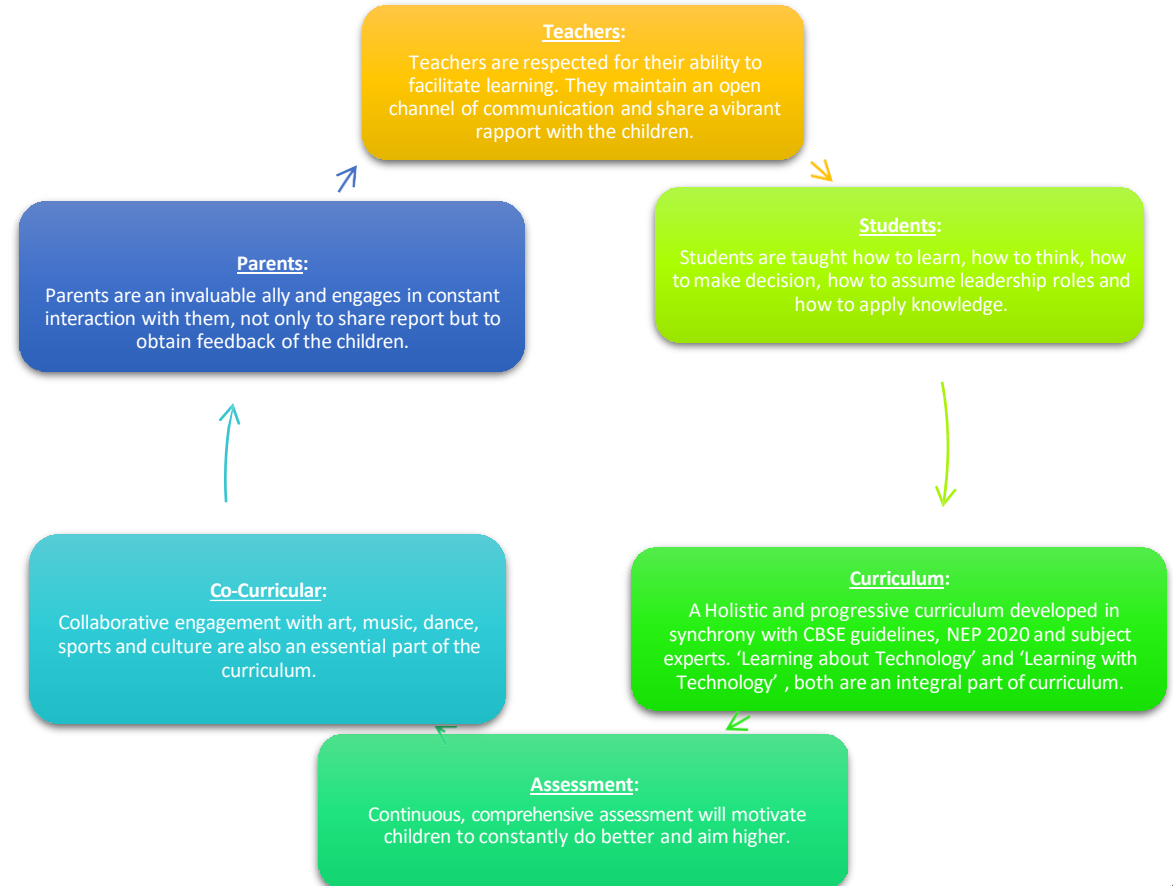 Teachers:
Teachers are respected for their ability to
facilitate learning. They maintain an open
channel of communication and share a vibrant
rapport with the children.
Students:
Students are taught how to learn, how to think, how
to make decision, how to assume leadership roles and
how to apply knowledge.
Curriculum:
A Holistic and progressive curriculum developed in
synchrony with CBSE guidelines, NEP 2020 and subject
experts. ‘Learning about Technology’ and ‘Learning with
Technology’ , both are an integral part of curriculum.
Assessment:
Continuous, comprehensive assessment will motivate
children to constantly do better and aim higher.
Co-Curricular:
Collaborative engagement with art, music, dance,
sports and culture are also an essential part of the
curriculum.
Parents:
Parents are an invaluable ally and engages in constant
interaction with them, not only to share report but to
obtain feedback of the children.